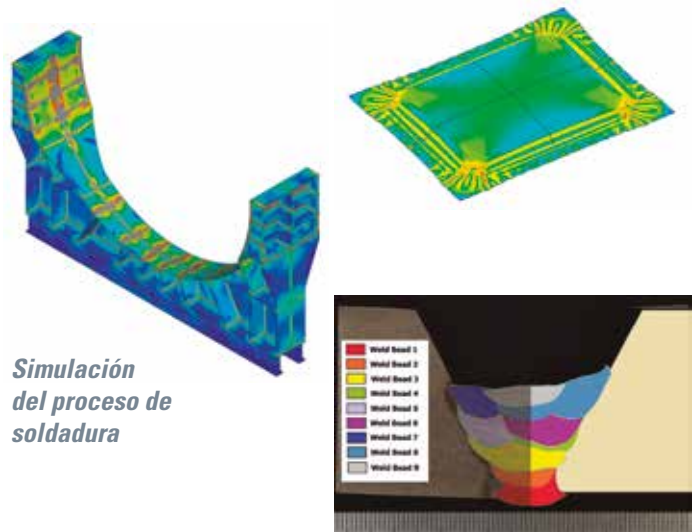 Simulación
del proceso de
soldadura
Weld Bead 1
Weld Bead 2
Weld Bead 3
Weld Bead 4
Weld Bead 5
Weld Bead 6
Weld Bead 7
Weld Bead 8
Weld Bead 9